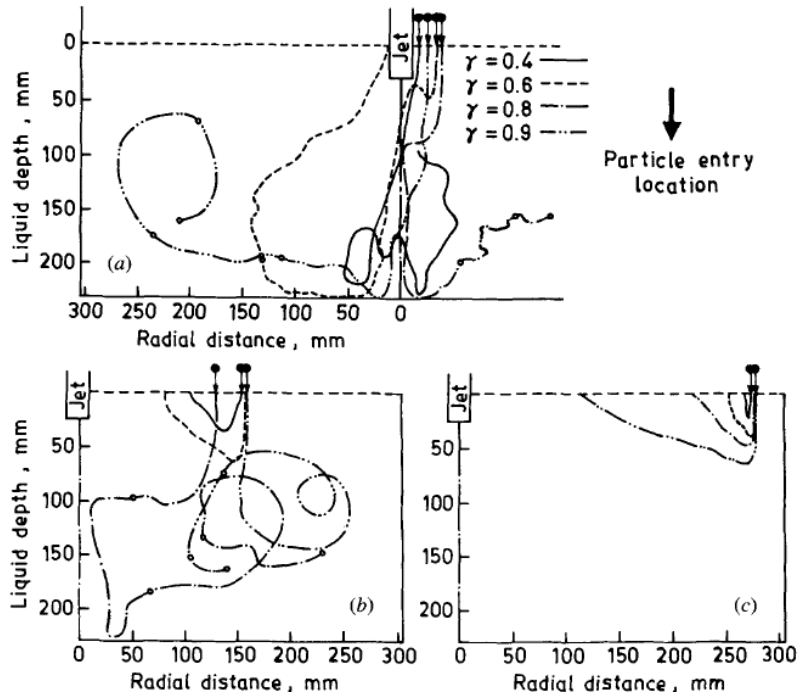 0
50
100
150
200
Liquid depth, mm
Jet
γ = 0.4
γ = 0.6
γ = 0.8
γ = 0.9
Particle entry
location
(a)
300 250 200 150 100 50 0
Radial distance, mm
Jet
50
100
150
200
Liquid depth, mm
(b)
0 50 100 150 200 250 300
Radial distance, mm
Jet
50
100
150
200
(c)
0 50 100 150 200 250 300
Radial distance, mm